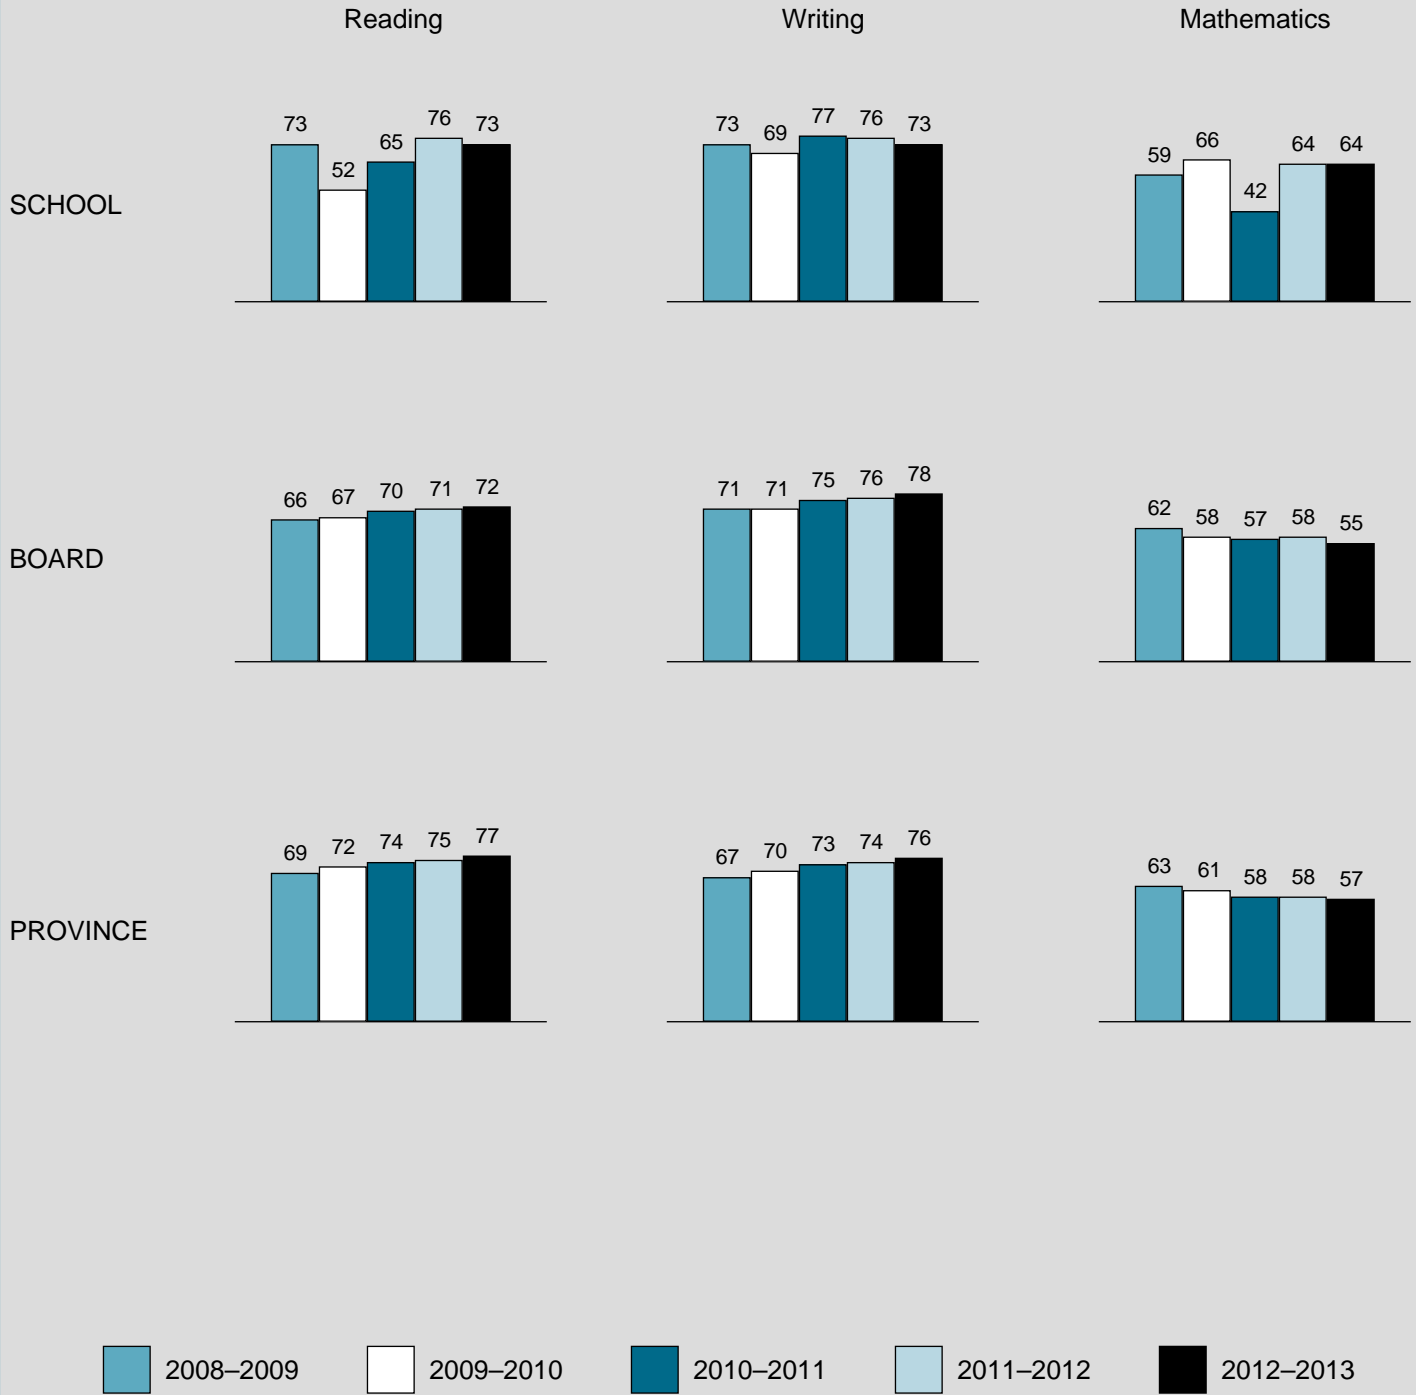 Reading Writing Mathematics
SCHOOL
73 52 65 76 73
73 69 77 76 73
59 66 42 64 64
BOARD
66 67 70 71 72
71 71 75 76 78
62 58 57 58 55
PROVINCE
69 72 74 75 77
67 70 73 74 76
63 61 58 58 57
2008–2009 2009–2010 2010–2011 2011–2012 2012–2013